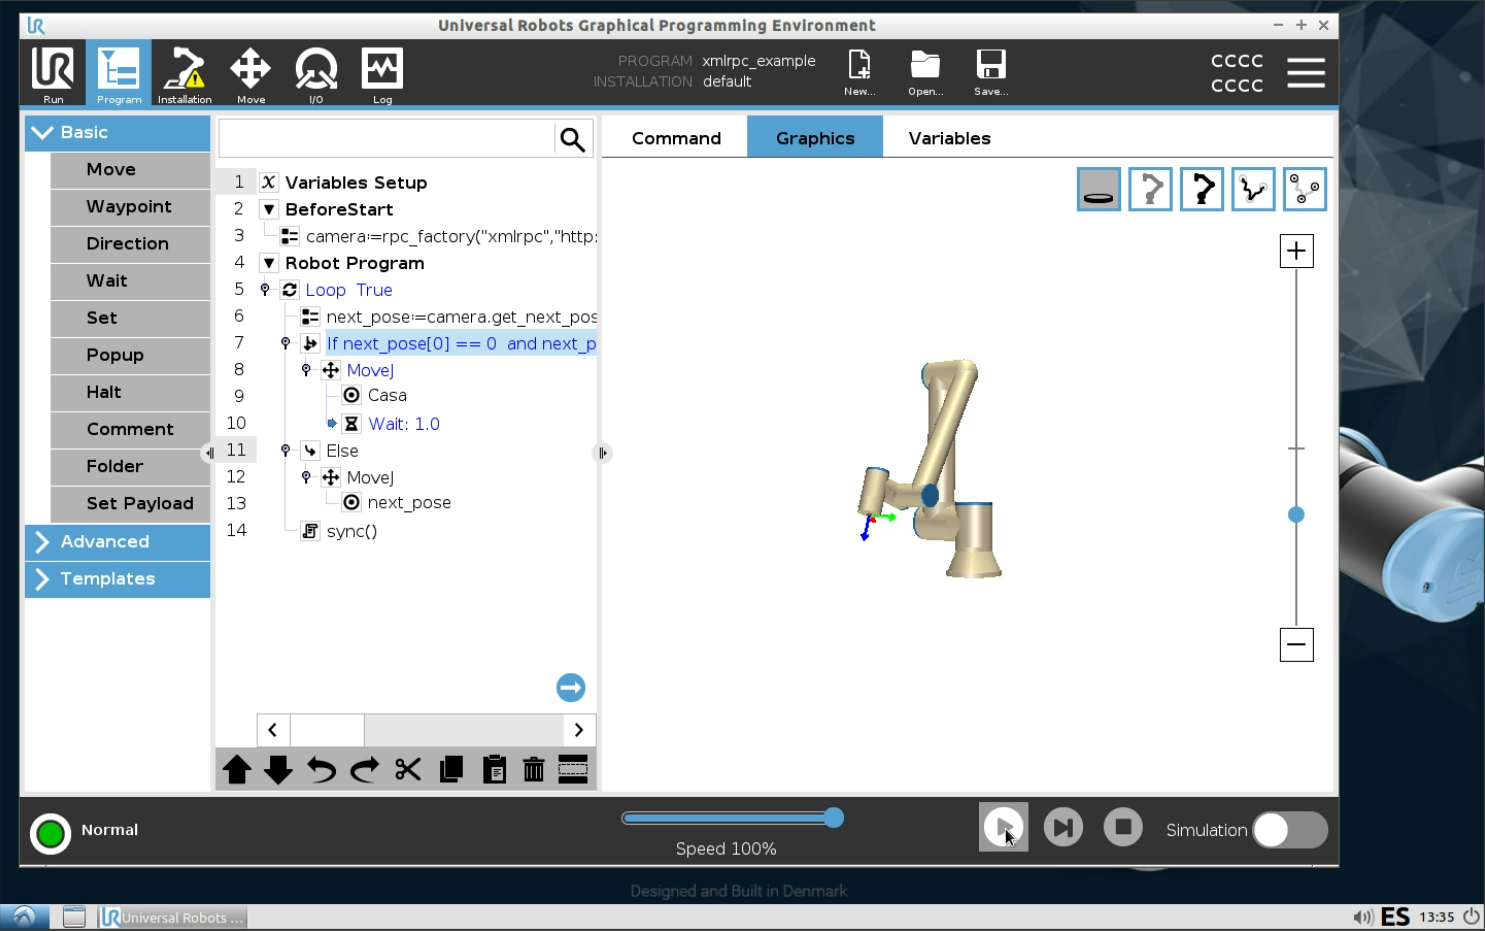 UR
Universal Robots Graphical Programming Environment
UR
Run
Program
Installation
Move
I/O
Log
PROGRAM xmlrpc_example
INSTALLATION default
New...
Open...
Save...
CCCC
CCCC
Basic
Move
Waypoint
Direction
Wait
Set
Popup
Halt
Comment
Folder
Set Payload
Advanced
Templates
1 X Variables Setup
2 BeforeStart
3 camera:=rpc_factory("xmlrpc","http:
4 Robot Program
5 Loop True
6 next_pose:=camera.get_next_pos
7 If next_pose[0] == 0 and next_p
8 MoveJ
9 Casa
10 Wait: 1.0
11 Else
12 MoveJ
13 next_pose
14 sync()
Command
Graphics
Variables
Normal
Speed 100%
Simulation
Designed and Built in Denmark
UR Universal Robots ...
ES
13:35